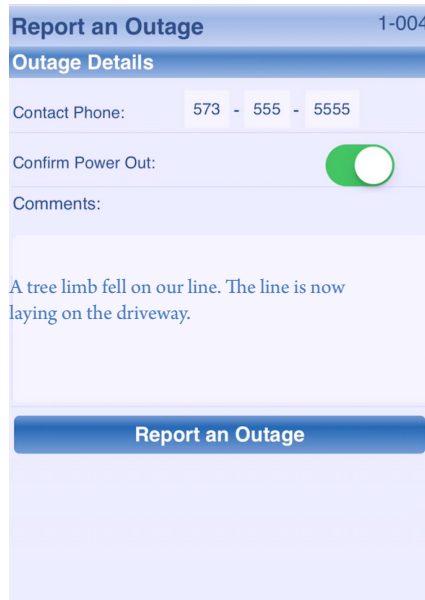 Report an Outage 1-004
Outage Details
Contact Phone: 573 - 555 - 5555
Confirm Power Out:
Comments:
A tree limb fell on our line. The line is now
laying on the driveway.
Report an Outage